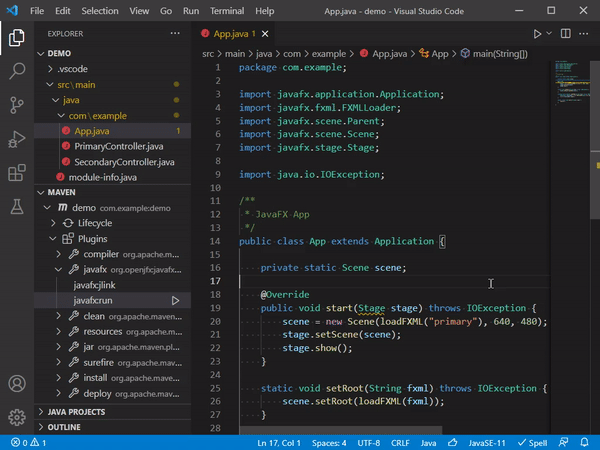 File Edit Selection View Go Run Terminal Help App.java - demo - Visual Studio Code
EXPLORER
DEMO
.vscode
src\main
java
com\example
App.java 1
PrimaryController.java
SecondaryController.java
module-info.java
MAVEN
demo com.example:demo
Lifecycle
Plugins
compiler org.apache.m...
javafx org.openjfx:javafx...
javafx:jlink
javafx:run
clean org.apache.maven...
resources org.apache.m...
jar org.apache.maven.pl...
surefire org.apache.mave...
install org.apache.mave...
deploy org.apache.mave...
JAVA PROJECTS
OUTLINE
App.java 1
src > main > java > com > example > App.java > App > main(String[])
1 package com.example;
2
3 import javafx.application.Application;
4 import javafx.fxml.FXMLLoader;
5 import javafx.scene.Parent;
6 import javafx.scene.Scene;
7 import javafx.stage.Stage;
8
9 import java.io.IOException;
10
11 /**
12 * JavaFX App
13 */
14 public class App extends Application {
15
16 private static Scene scene;
17
18 @Override
19 public void start(Stage stage) throws IOException {
20 scene = new Scene(loadFXML("primary"), 640, 480);
21 stage.setScene(scene);
22 stage.show();
23 }
24
25 static void setRoot(String fxml) throws IOException {
26 scene.setRoot(loadFXML(fxml));
27 }
28
0 1 Ln 17, Col 1 Spaces: 4 UTF-8 CRLF Java JavaSE-11 Spell